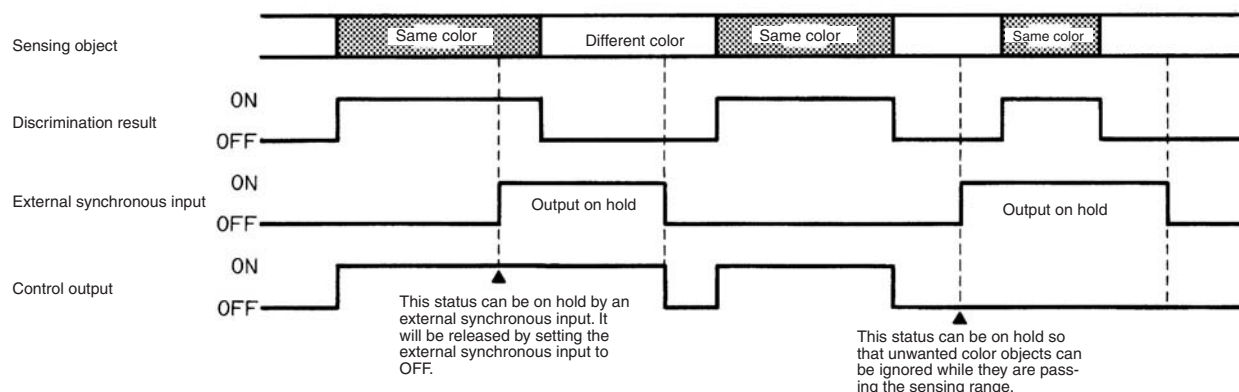 Sensing object
Same color
Different color
Same color
Same color
Discrimination result
ON
OFF
External synchronous input
ON
OFF
Output on hold
Output on hold
Control output
ON
OFF
This status can be on hold by an
external synchronous input. It
will be released by setting the
external synchronous input to
OFF.
This status can be on hold so
that unwanted color objects can
be ignored while they are pass-
ing the sensing range.